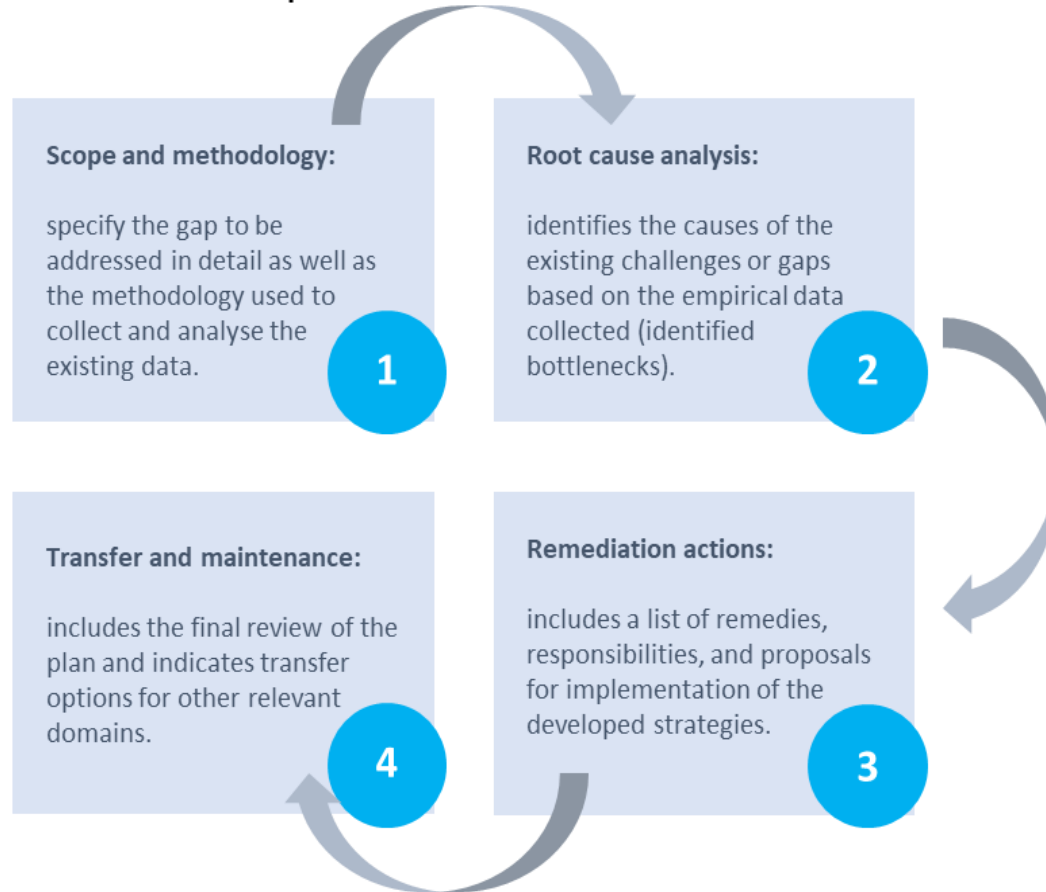 Scope and methodology:
specify the gap to be
addressed in detail as well as
the methodology used to
collect and analyse the
existing data.
1
Root cause analysis:
identifies the causes of the
existing challenges or gaps
based on the empirical data
collected (identified
bottlenecks).
2
Remediation actions:
includes a list of remedies,
responsibilities, and proposals
for implementation of the
developed strategies.
3
Transfer and maintenance:
includes the final review of the
plan and indicates transfer
options for other relevant
domains.
4